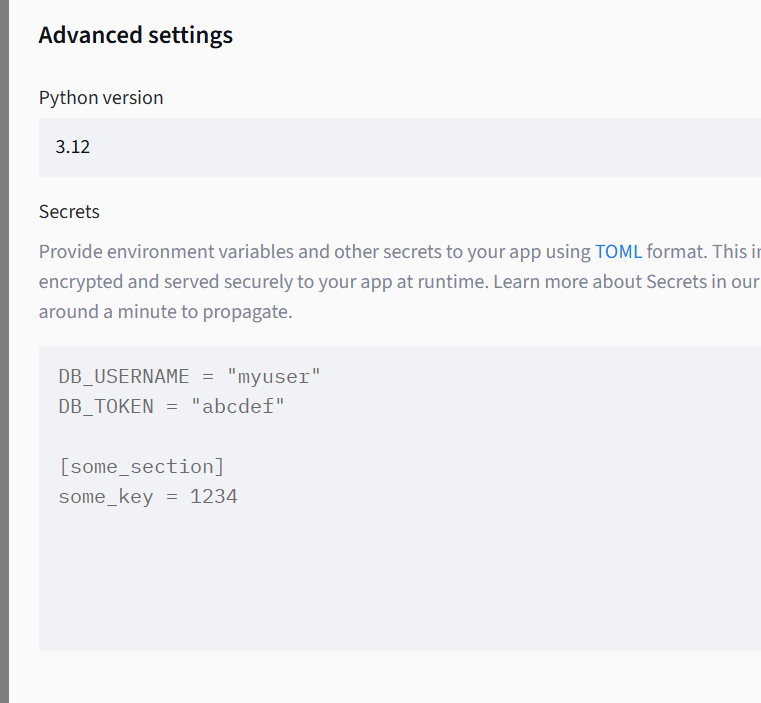 Advanced settings
Python version
3.12
Secrets
Provide environment variables and other secrets to your app using TOML format. This
encrypted and served securely to your app at runtime. Learn more about Secrets in our
around a minute to propagate.
DB_USERNAME = "myuser"
DB_TOKEN = "abcdef"
[some_section]
some_key = 1234